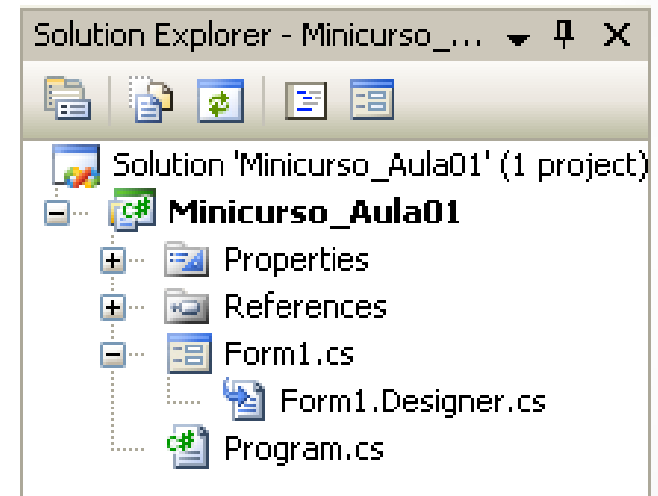 Solution Explorer - Minicurso_...
Solution 'Minicurso_Aula01' (1 project)
Minicurso_Aula01
Properties
References
Form1.cs
Form1.Designer.cs
Program.cs